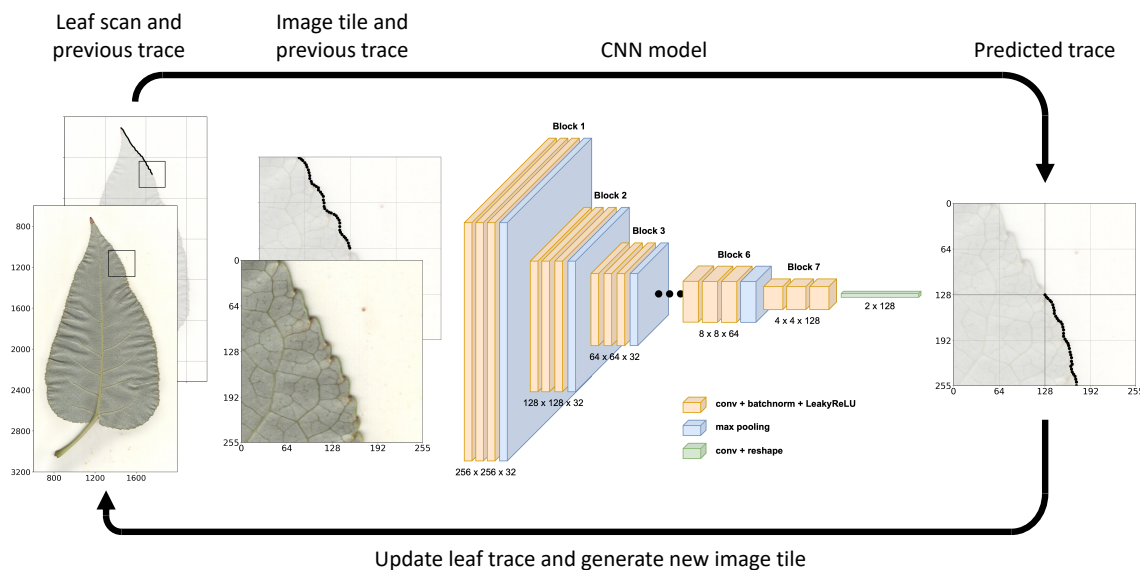 Leaf scan and
previous trace
Image tile and
previous trace
CNN model
Predicted trace
800
1200
1600
2000
2400
2800
3200
800 1200 1600
0
64
128
192
255
0 64 128 192 255
Block 1
256 x 256 x 32
Block 2
128 x 128 x 32
Block 3
64 x 64 x 32
Block 6
8 x 8 x 64
Block 7
4 x 4 x 128
2 x 128
conv + batchnorm + LeakyReLU
max pooling
conv + reshape
0
64
128
192
255
0 64 128 192 255
Update leaf trace and generate new image tile